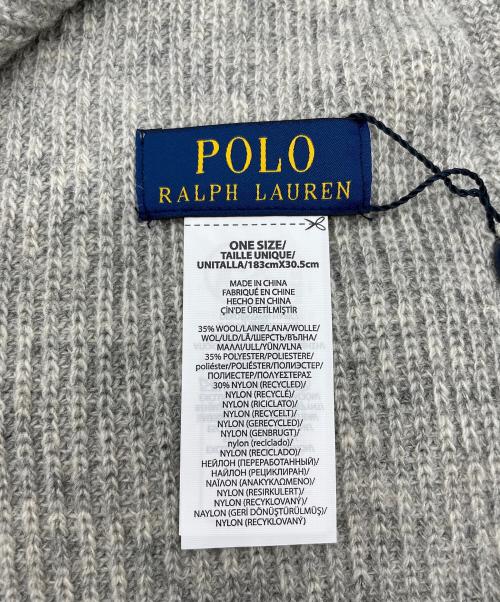 POLO
RALPH LAUREN
ONE SIZE/
TAILLE UNIQUE/
UNITALLA/183cmX30.5cm
MADE IN CHINA
FABRIQUÉ EN CHINE
HECHO EN CHINA
ÇİN'DE ÜRETİLMİŞTİR
35% WOOL/LAINE/LANA/WOLLE/
WOL/ULD/LÃ/ШЕРСТЬ/ВЪЛНА/
ΜΑΛΛΙ/ULL/YÜN/VLNA
35% POLYESTER/POLIESTERE/
poliéster/POLIESTER/ПОЛИЭСТЕР/
ПОЛИЕСТЕР/ΠΟΛΥΕΣΤΕΡΑΣ
30% NYLON (RECYCLED)/
NYLON (RECYCLÉ)/
NYLON (RICICLATO)/
NYLON (RECYCELT)/
NYLON (GERECYCLED)/
NYLON (GENBRUGT)/
nylon (reciclado)/
NYLON (RECICLADO)/
НЕЙЛОН (ПЕРЕРАБОТАННЫЙ)/
НАЙЛОН (РЕЦИКЛИРАН)/
ΝΑΪΛΟΝ (ΑΝΑΚΥΚΛΩΜΕΝΟ)/
NYLON (RESIRKULERT)/
NYLON (RECYKLOVANÝ)/
NAYLON (GERİ DÖNÜŞTÜRÜLMÜŞ)/
NYLON (RECYKLOVANÝ)